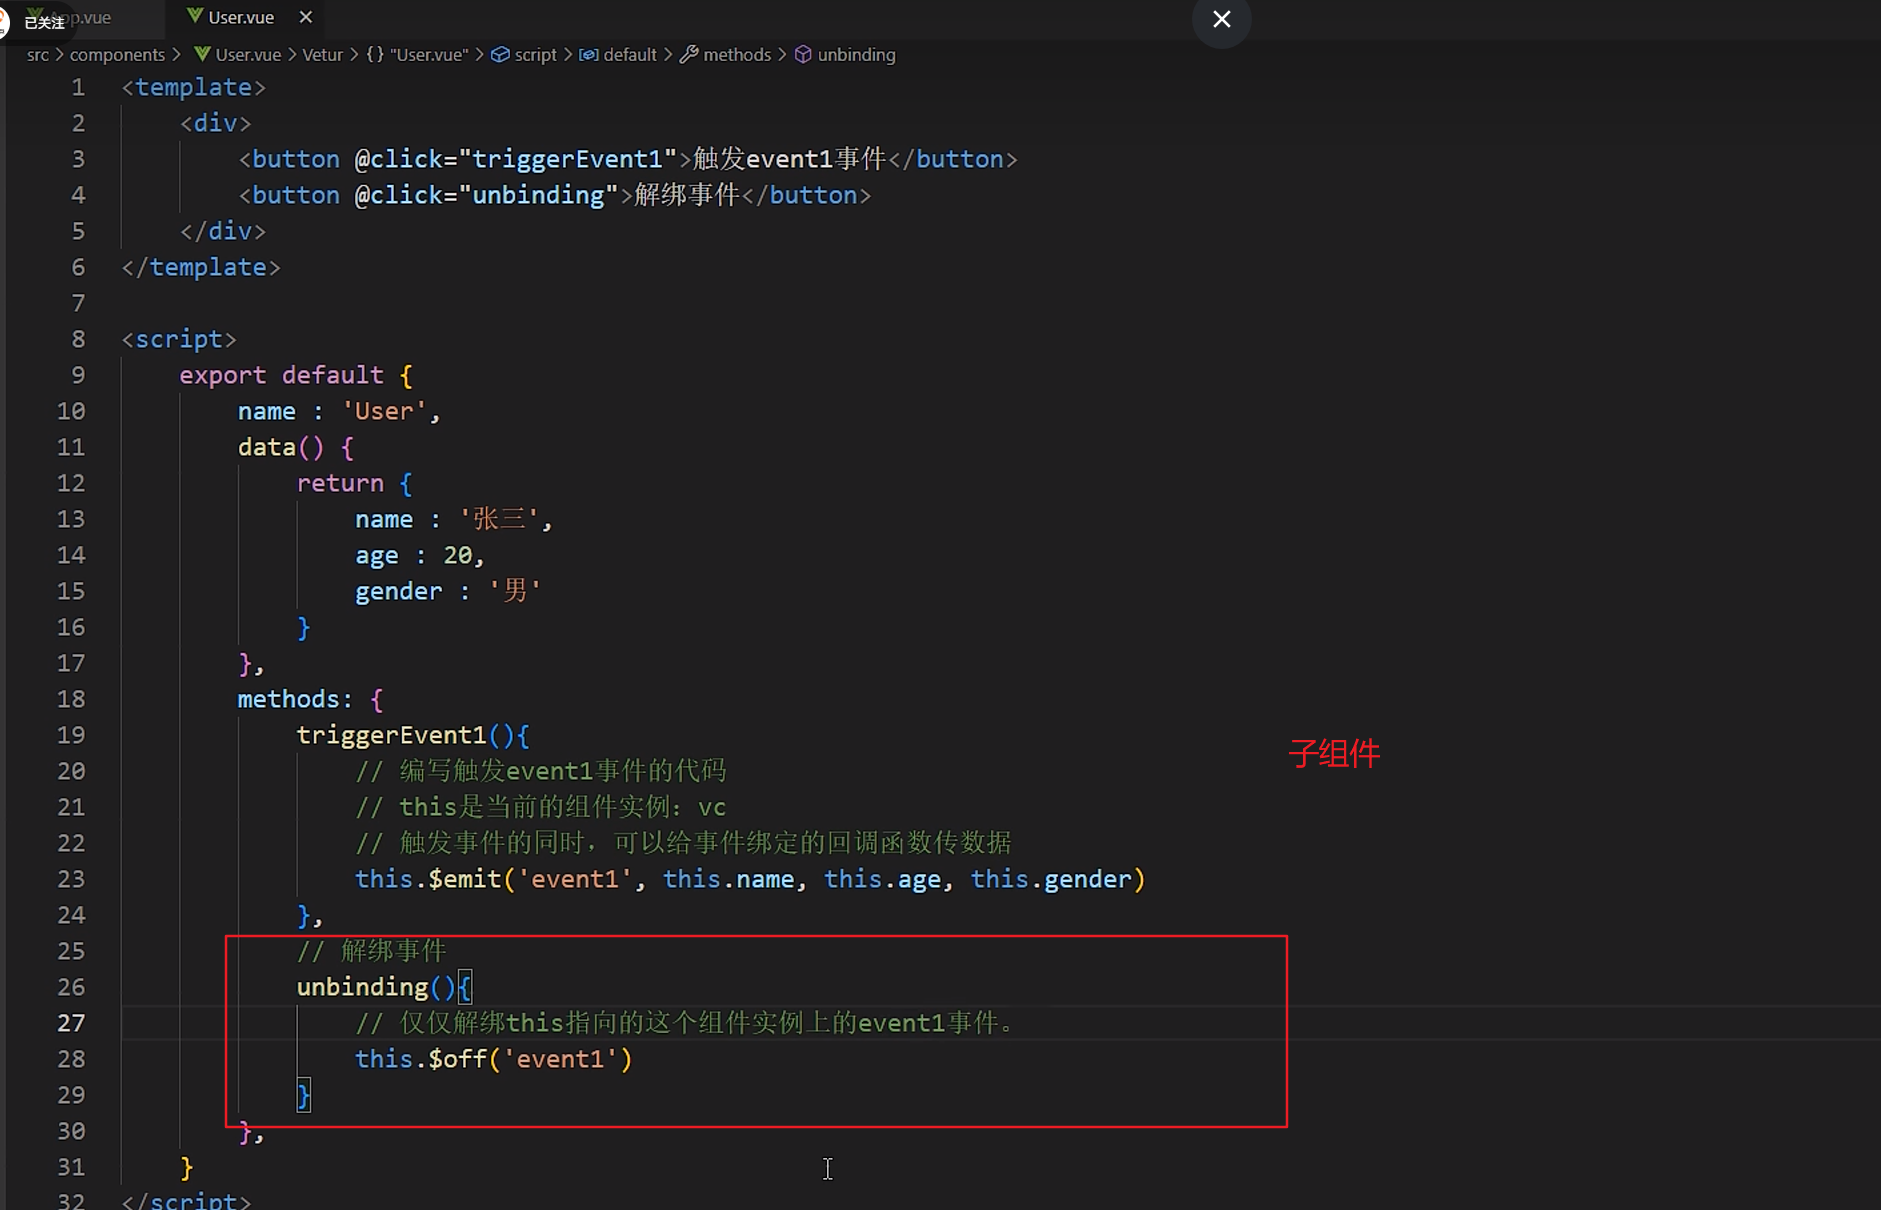 已关注 App.vue User.vue
src > components > User.vue > Vetur > {} "User.vue" > script > default > methods > unbinding
1 <template>
2 <div>
3 <button @click="triggerEvent1">触发event1事件</button>
4 <button @click="unbinding">解绑事件</button>
5 </div>
6 </template>
7
8 <script>
9 export default {
10 name : 'User',
11 data() {
12 return {
13 name : '张三',
14 age : 20,
15 gender : '男'
16 }
17 },
18 methods: {
19 triggerEvent1(){
子组件
20 // 编写触发event1事件的代码
21 // this是当前的组件实例：vc
22 // 触发事件的同时，可以给事件绑定的回调函数传数据
23 this.$emit('event1', this.name, this.age, this.gender)
24 },
25 // 解绑事件
26 unbinding(){
27 // 仅仅解绑this指向的这个组件实例上的event1事件。
28 this.$off('event1')
29 }
30 },
31 }
32 </script>